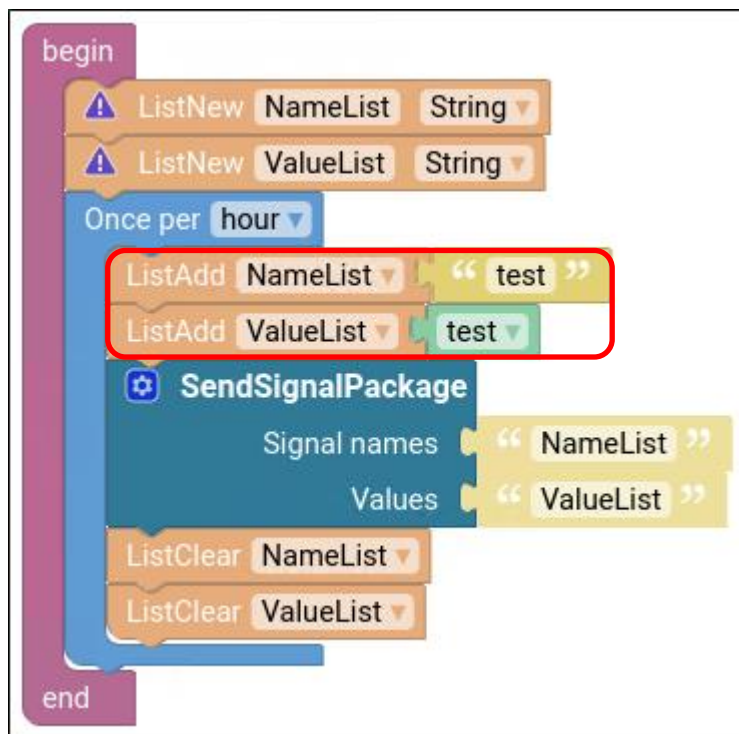 begin
ListNew NameList String
ListNew ValueList String
Once per hour
ListAdd NameList “ test ”
ListAdd ValueList test
SendSignalPackage
Signal names “ NameList ”
Values “ ValueList ”
ListClear NameList
ListClear ValueList
end